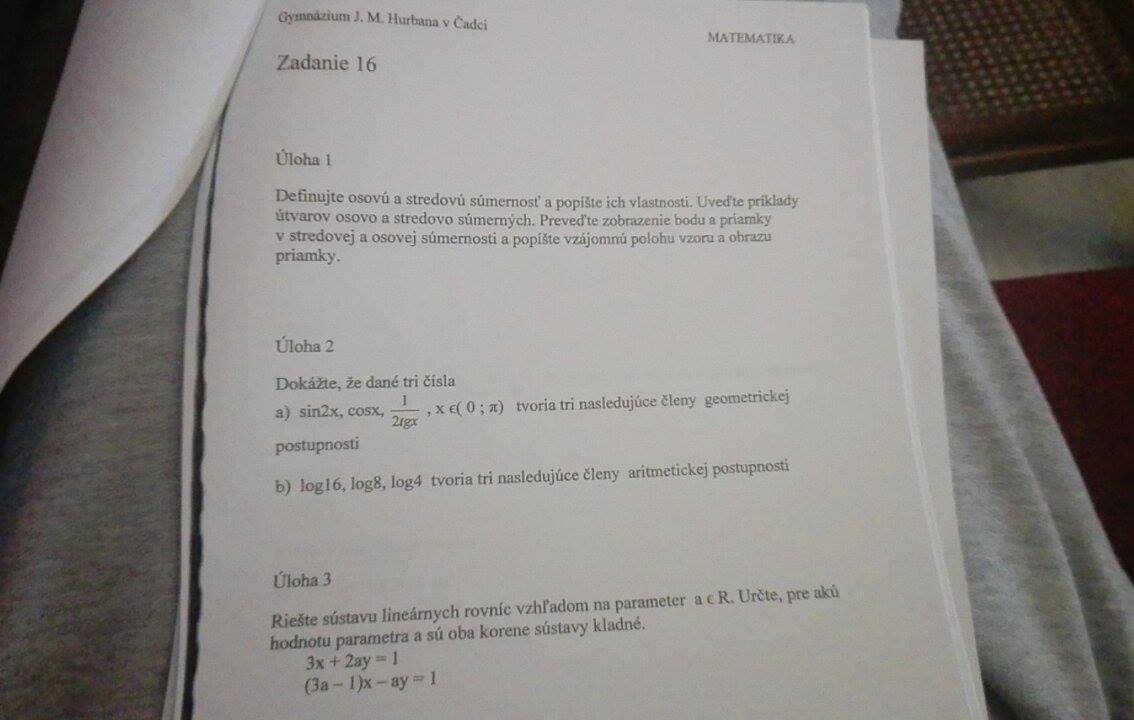 Gymnázium J. M. Hurbana v Čadci
MATEMATIKA
Zadanie 16
Úloha 1
Definujte osovú a stredovú súmernosť a popíšte ich vlastnosti. Uveďte príklady
útvarov osovo a stredovo súmerných. Preveďte zobrazenie bodu a priamky
v stredovej a osovej súmernosti a popíšte vzájomnú polohu vzoru a obrazu
priamky.
Úloha 2
Dokážte, že dané tri čísla
a) sin2x, cosx, 1/2tgx , x ϵ( 0 ; π) tvoria tri nasledujúce členy geometrickej
postupnosti
b) log16, log8, log4 tvoria tri nasledujúce členy aritmetickej postupnosti
Úloha 3
Riešte sústavu lineárnych rovníc vzhľadom na parameter a ϵ R. Určte, pre akú
hodnotu parametra a sú oba korene sústavy kladné.
3x + 2ay = 1
(3a – 1)x – ay = 1